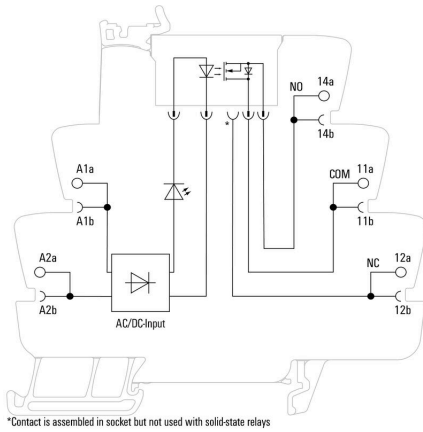 NO
14a
14b
*
A1a
A1b
COM
11a
11b
A2a
A2b
NC
12a
12b
AC/DC-Input
*Contact is assembled in socket but not used with solid-state relays